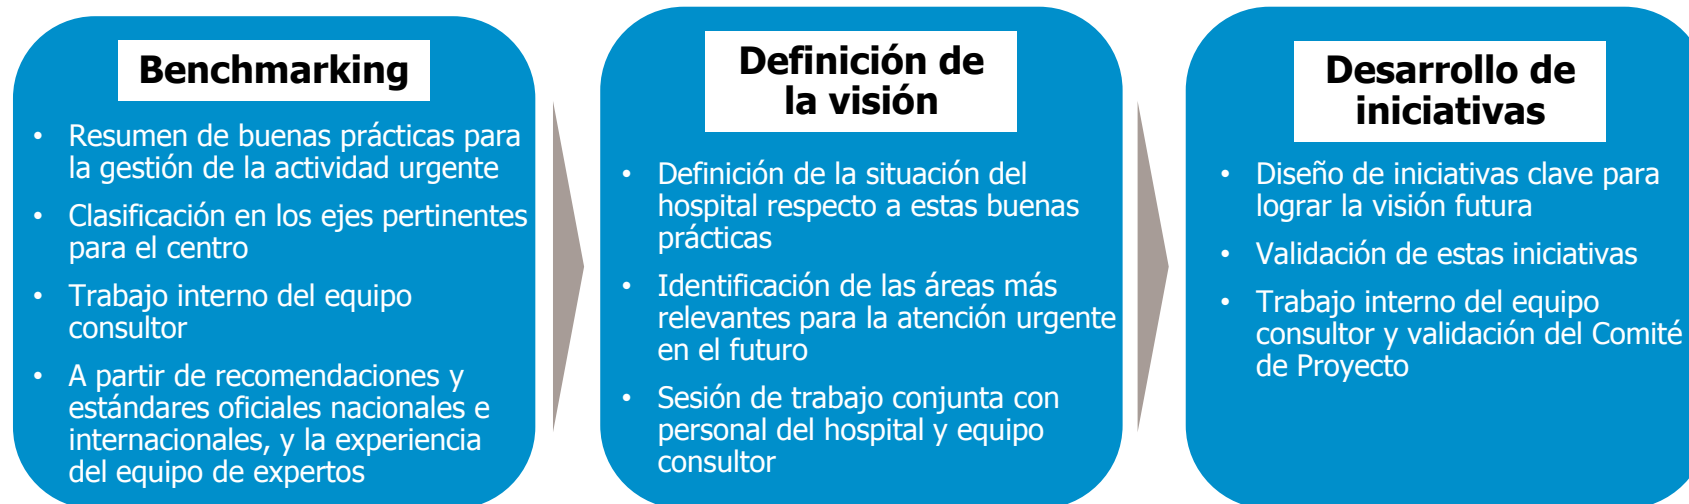 Benchmarking
• Resumen de buenas prácticas para
la gestión de la actividad urgente
• Clasificación en los ejes pertinentes
para el centro
• Trabajo interno del equipo
consultor
• A partir de recomendaciones y
estándares oficiales nacionales e
internacionales, y la experiencia
del equipo de expertos
Definición de
la visión
• Definición de la situación del
hospital respecto a estas buenas
prácticas
• Identificación de las áreas más
relevantes para la atención urgente
en el futuro
• Sesión de trabajo conjunta con
personal del hospital y equipo
consultor
Desarrollo de
iniciativas
• Diseño de iniciativas clave para
lograr la visión futura
• Validación de estas iniciativas
• Trabajo interno del equipo
consultor y validación del Comité
de Proyecto